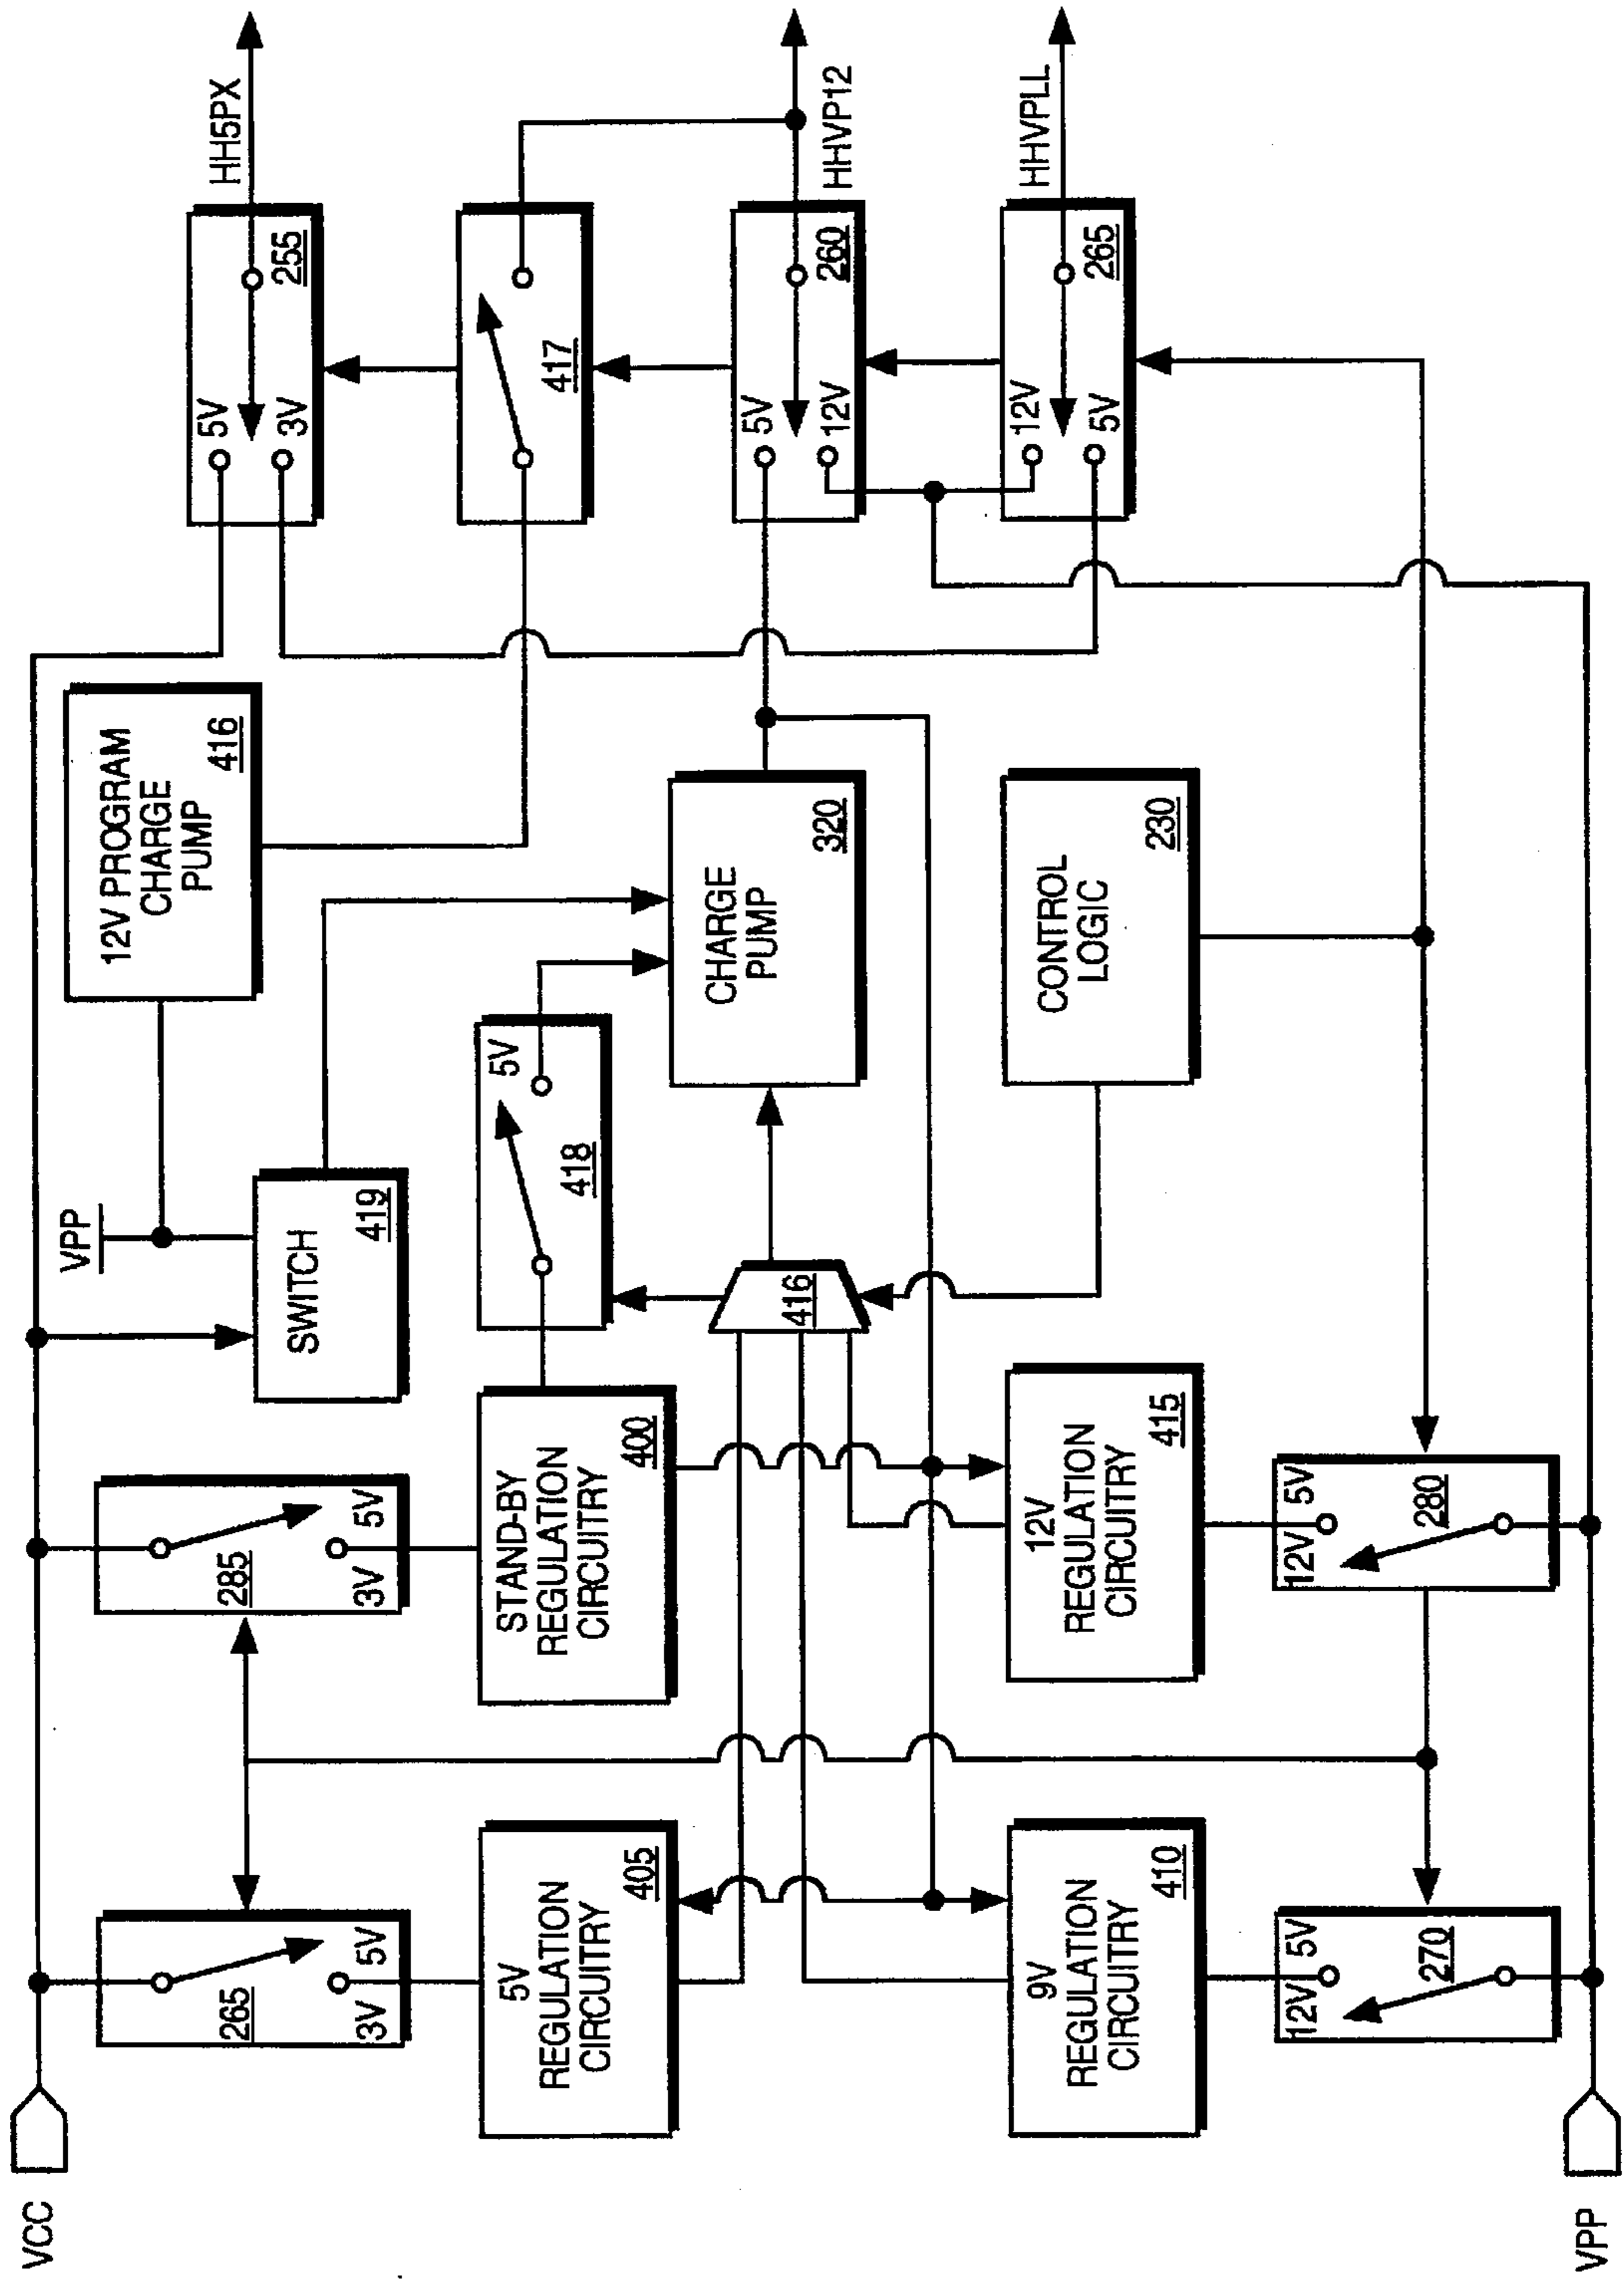 VCC
265
3V 5V
285
3V 5V
VPP
SWITCH
419
12V PROGRAM
CHARGE
PUMP
416
5V
3V
255
HH5PX
5V
REGULATION
CIRCUITRY
405
STAND-BY
REGULATION
CIRCUITRY
400
418
5V
417
416
CHARGE
PUMP
320
5V
12V
260
HHVP12
9V
REGULATION
CIRCUITRY
410
12V
REGULATION
CIRCUITRY
415
CONTROL
LOGIC
230
12V
5V
265
HHVPLL
12V 5V
270
12V 5V
280
VPP